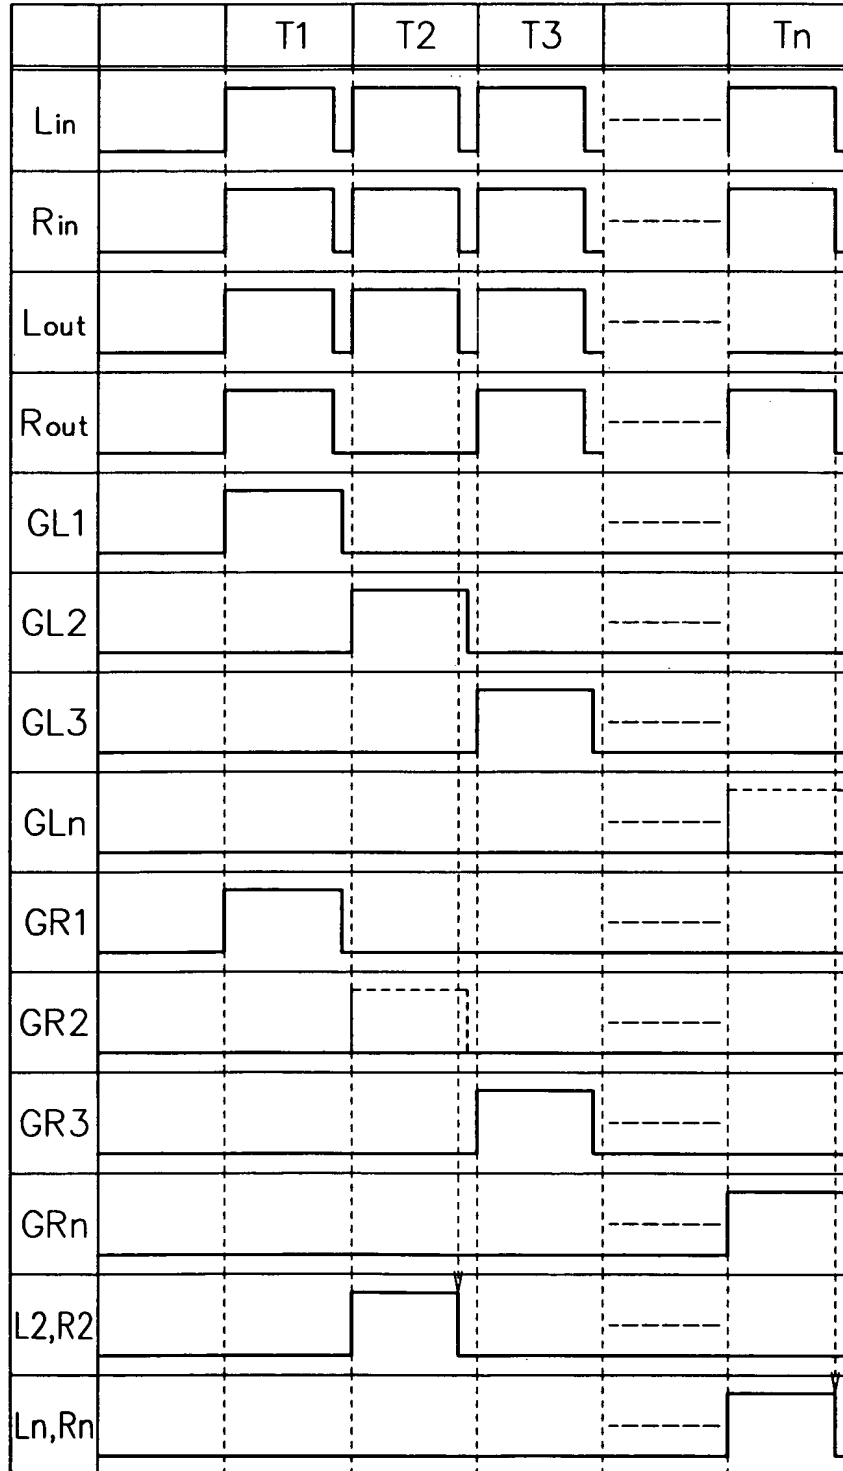 T1 T2 T3 Tn
Lin
Rin
Lout
Rout
GL1
GL2
GL3
GLn
GR1
GR2
GR3
GRn
L2,R2
Ln,Rn